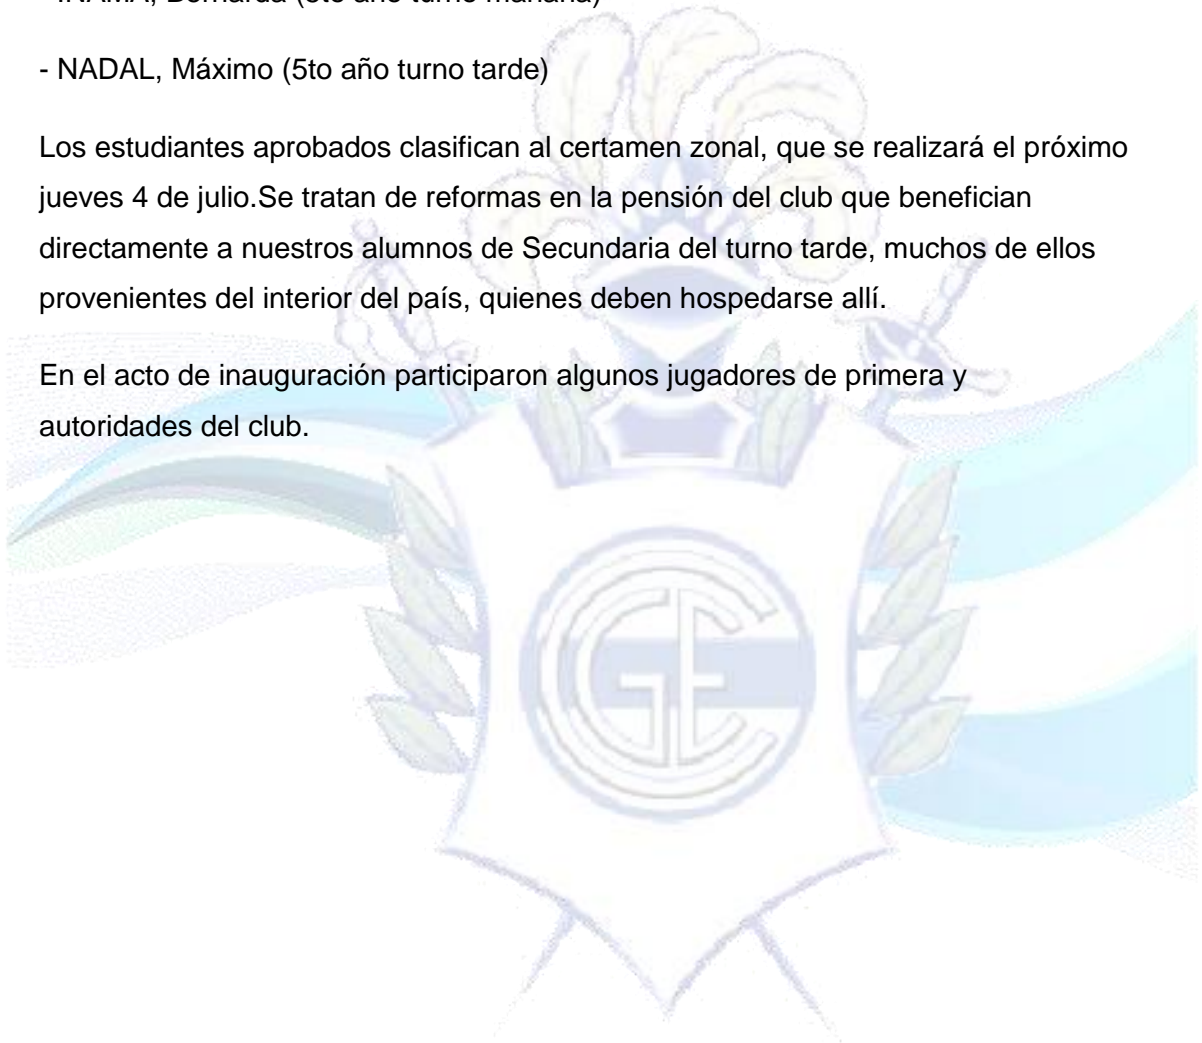 - NADAL, Máximo (5to año turno tarde)
Los estudiantes aprobados clasifican al certamen zonal, que se realizará el próximo
jueves 4 de julio.Se tratan de reformas en la pensión del club que benefician
directamente a nuestros alumnos de Secundaria del turno tarde, muchos de ellos
provenientes del interior del país, quienes deben hospedarse allí.
En el acto de inauguración participaron algunos jugadores de primera y
autoridades del club.